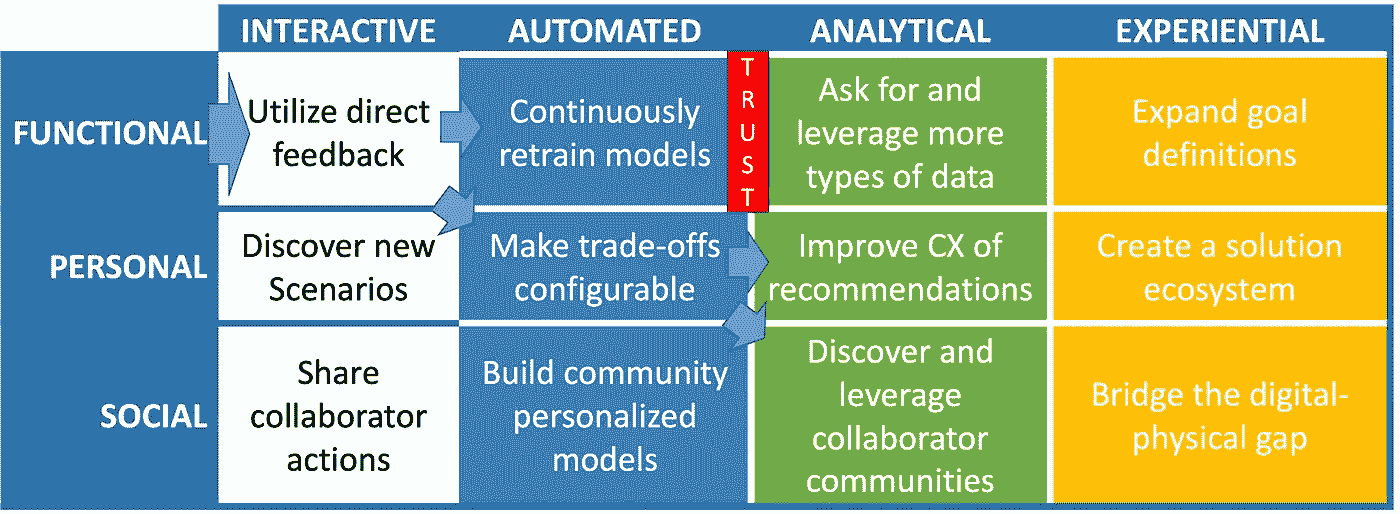 INTERACTIVE AUTOMATED ANALYTICAL EXPERIENTIAL
FUNCTIONAL
Utilize direct
feedback
Continuously
retrain models
TRUST
Ask for and
leverage more
types of data
Expand goal
definitions
PERSONAL
Discover new
Scenarios
Make trade-offs
configurable
Improve CX of
recommendations
Create a solution
ecosystem
SOCIAL
Share
collaborator
actions
Build community
personalized
models
Discover and
leverage
collaborator
communities
Bridge the digital-
physical gap